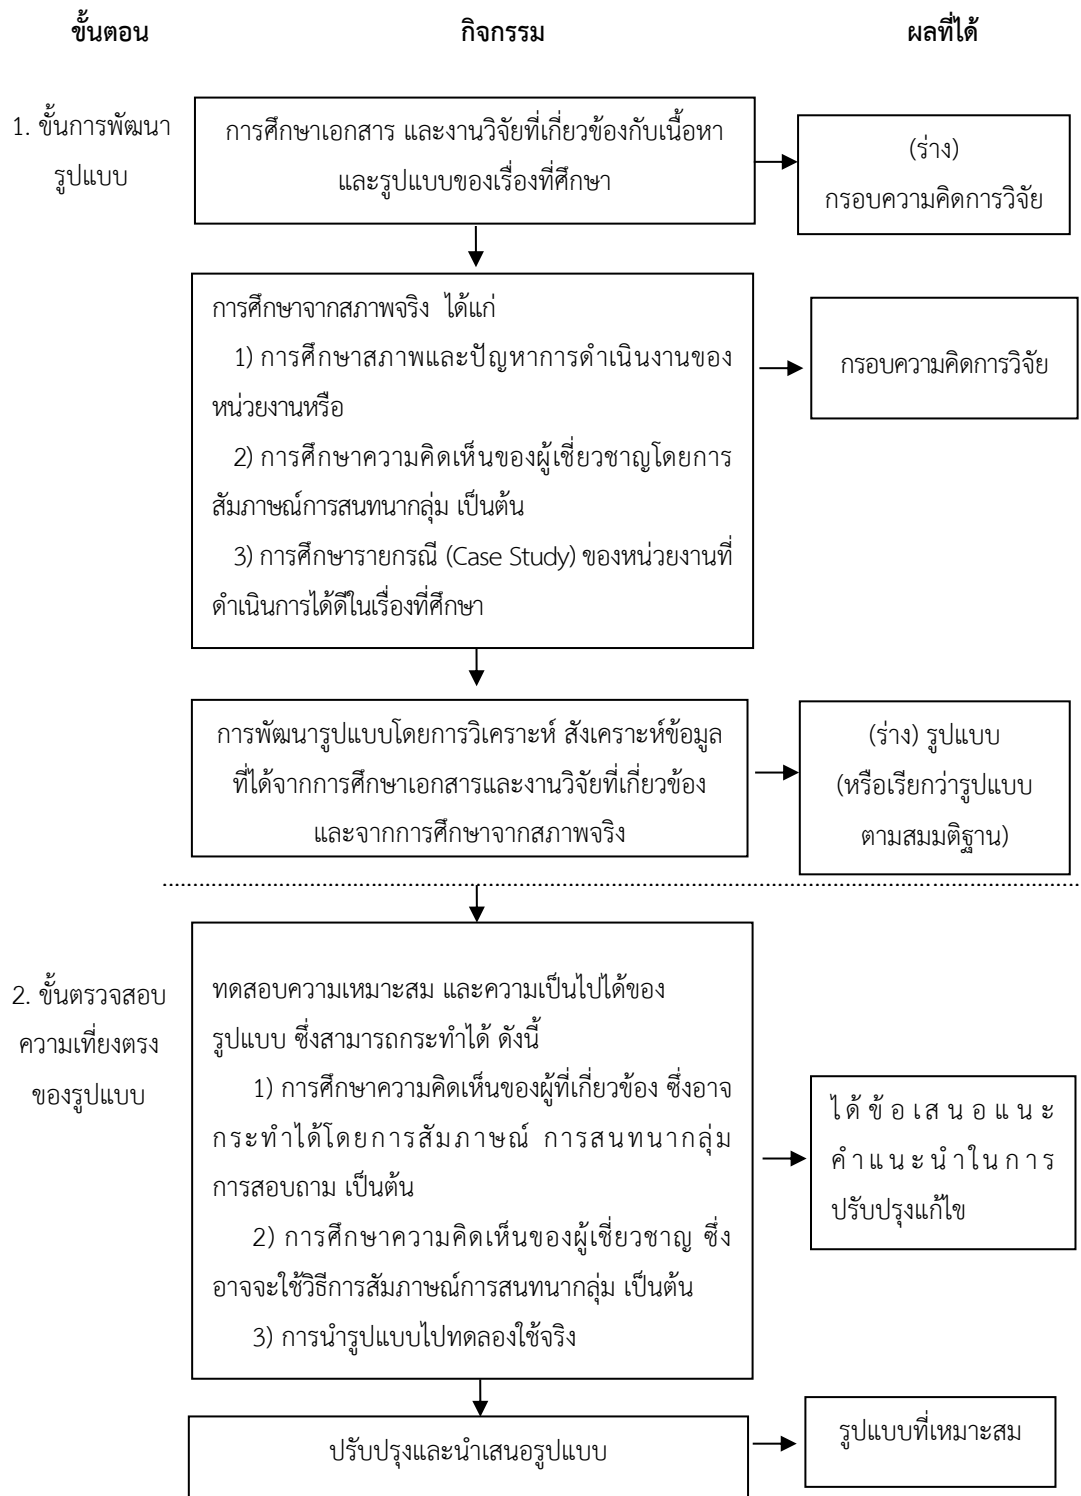 ขั้นตอน กิจกรรม ผลที่ได้
1. ขั้นการพัฒนา
รูปแบบ
การศึกษาเอกสาร และงานวิจัยที่เกี่ยวข้องกับเนื้อหา
และรูปแบบของเรื่องที่ศึกษา
(ร่าง)
กรอบความคิดการวิจัย
การศึกษาจากสภาพจริง ได้แก่
1) การศึกษาสภาพและปัญหาการดำเนินงานของ
หน่วยงานหรือ
2) การศึกษาความคิดเห็นของผู้เชี่ยวชาญโดยการ
สัมภาษณ์การสนทนากลุ่ม เป็นต้น
3) การศึกษารายกรณี (Case Study) ของหน่วยงานที่
ดำเนินการได้ดีในเรื่องที่ศึกษา
กรอบความคิดการวิจัย
การพัฒนารูปแบบโดยการวิเคราะห์ สังเคราะห์ข้อมูล
ที่ได้จากการศึกษาเอกสารและงานวิจัยที่เกี่ยวข้อง
และจากการศึกษาจากสภาพจริง
(ร่าง) รูปแบบ
(หรือเรียกว่ารูปแบบ
ตามสมมติฐาน)
2. ขั้นตรวจสอบ
ความเที่ยงตรง
ของรูปแบบ
ทดสอบความเหมาะสม และความเป็นไปได้ของ
รูปแบบ ซึ่งสามารถกระทำได้ ดังนี้
1) การศึกษาความคิดเห็นของผู้ที่เกี่ยวข้อง ซึ่งอาจ
กระทำได้โดยการสัมภาษณ์ การสนทนากลุ่ม
การสอบถาม เป็นต้น
2) การศึกษาความคิดเห็นของผู้เชี่ยวชาญ ซึ่ง
อาจจะใช้วิธีการสัมภาษณ์การสนทนากลุ่ม เป็นต้น
3) การนำรูปแบบไปทดลองใช้จริง
ได้ข้อเสนอแนะ
คำแนะนำในการ
ปรับปรุงแก้ไข
ปรับปรุงและนำเสนอรูปแบบ
รูปแบบที่เหมาะสม